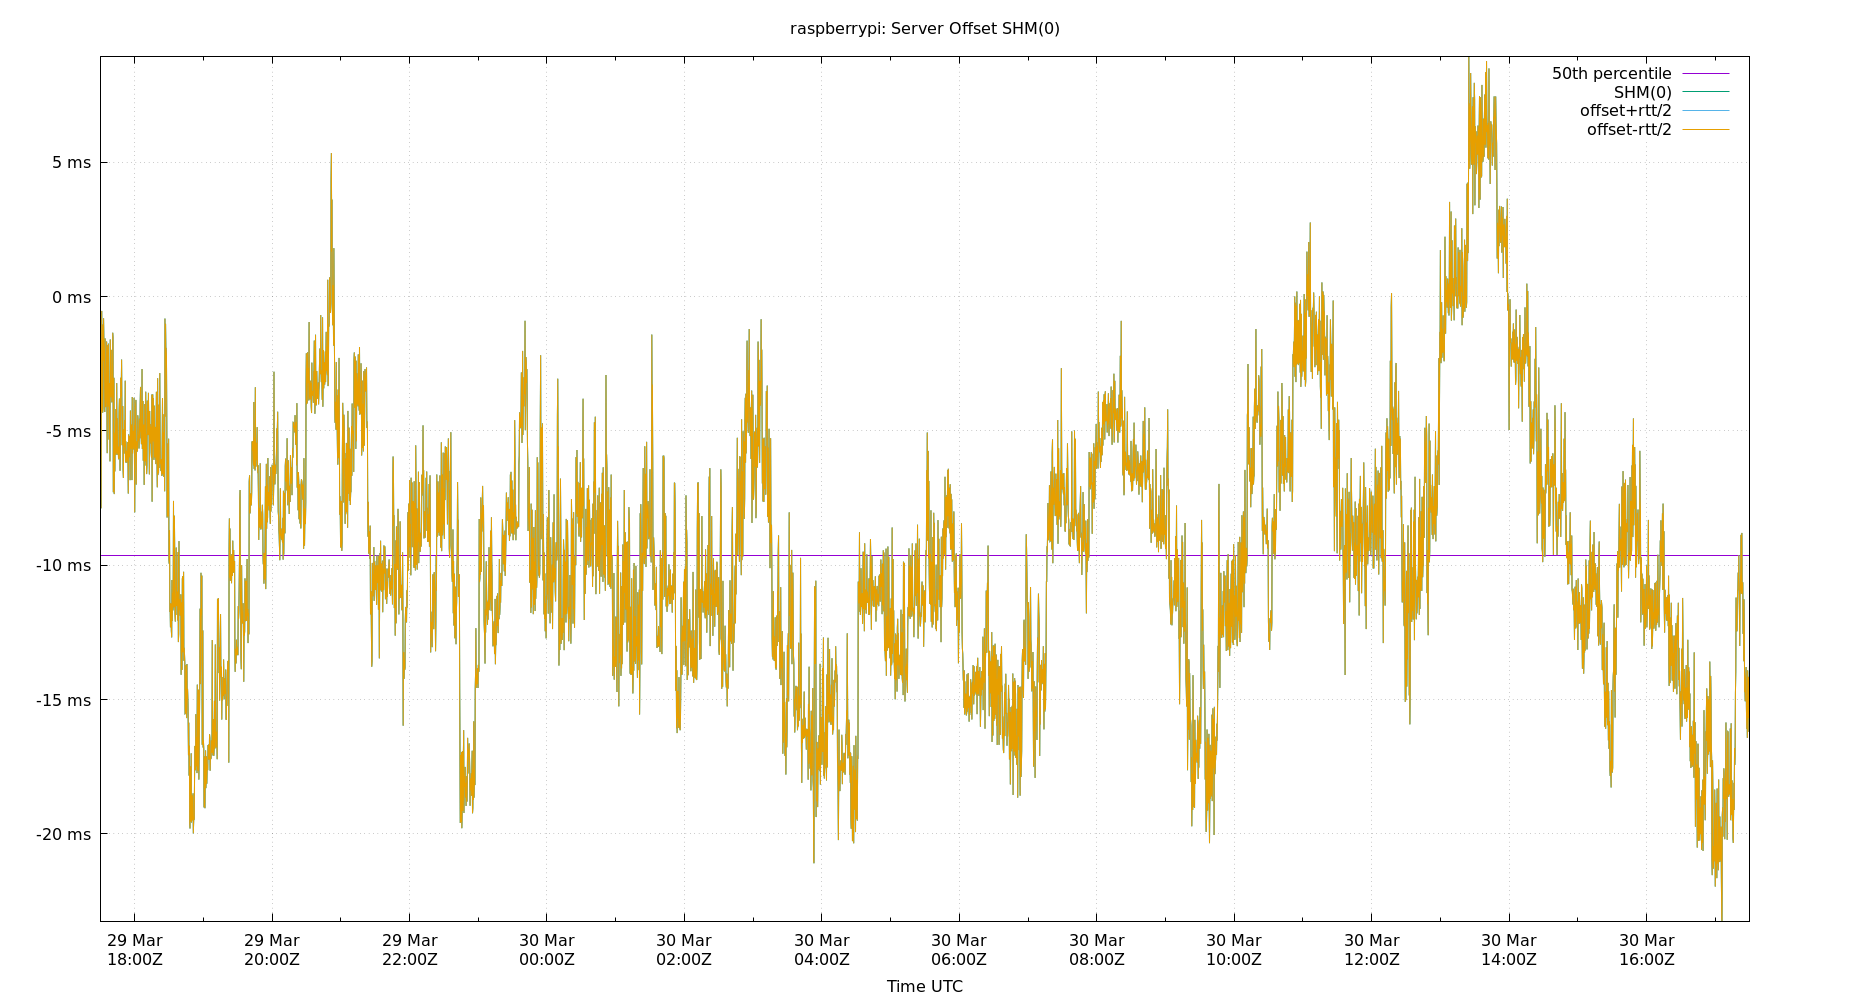 raspberrypi: Server Offset SHM(0)
50th percentile
SHM(0)
offset+rtt/2
offset-rtt/2
5 ms
0 ms
-5 ms
-10 ms
-15 ms
-20 ms
29 Mar 29 Mar 29 Mar 30 Mar 30 Mar 30 Mar 30 Mar 30 Mar 30 Mar 30 Mar 30 Mar 30 Mar
18:00Z 20:00Z 22:00Z 00:00Z 02:00Z 04:00Z 06:00Z 08:00Z 10:00Z 12:00Z 14:00Z 16:00Z
Time UTC